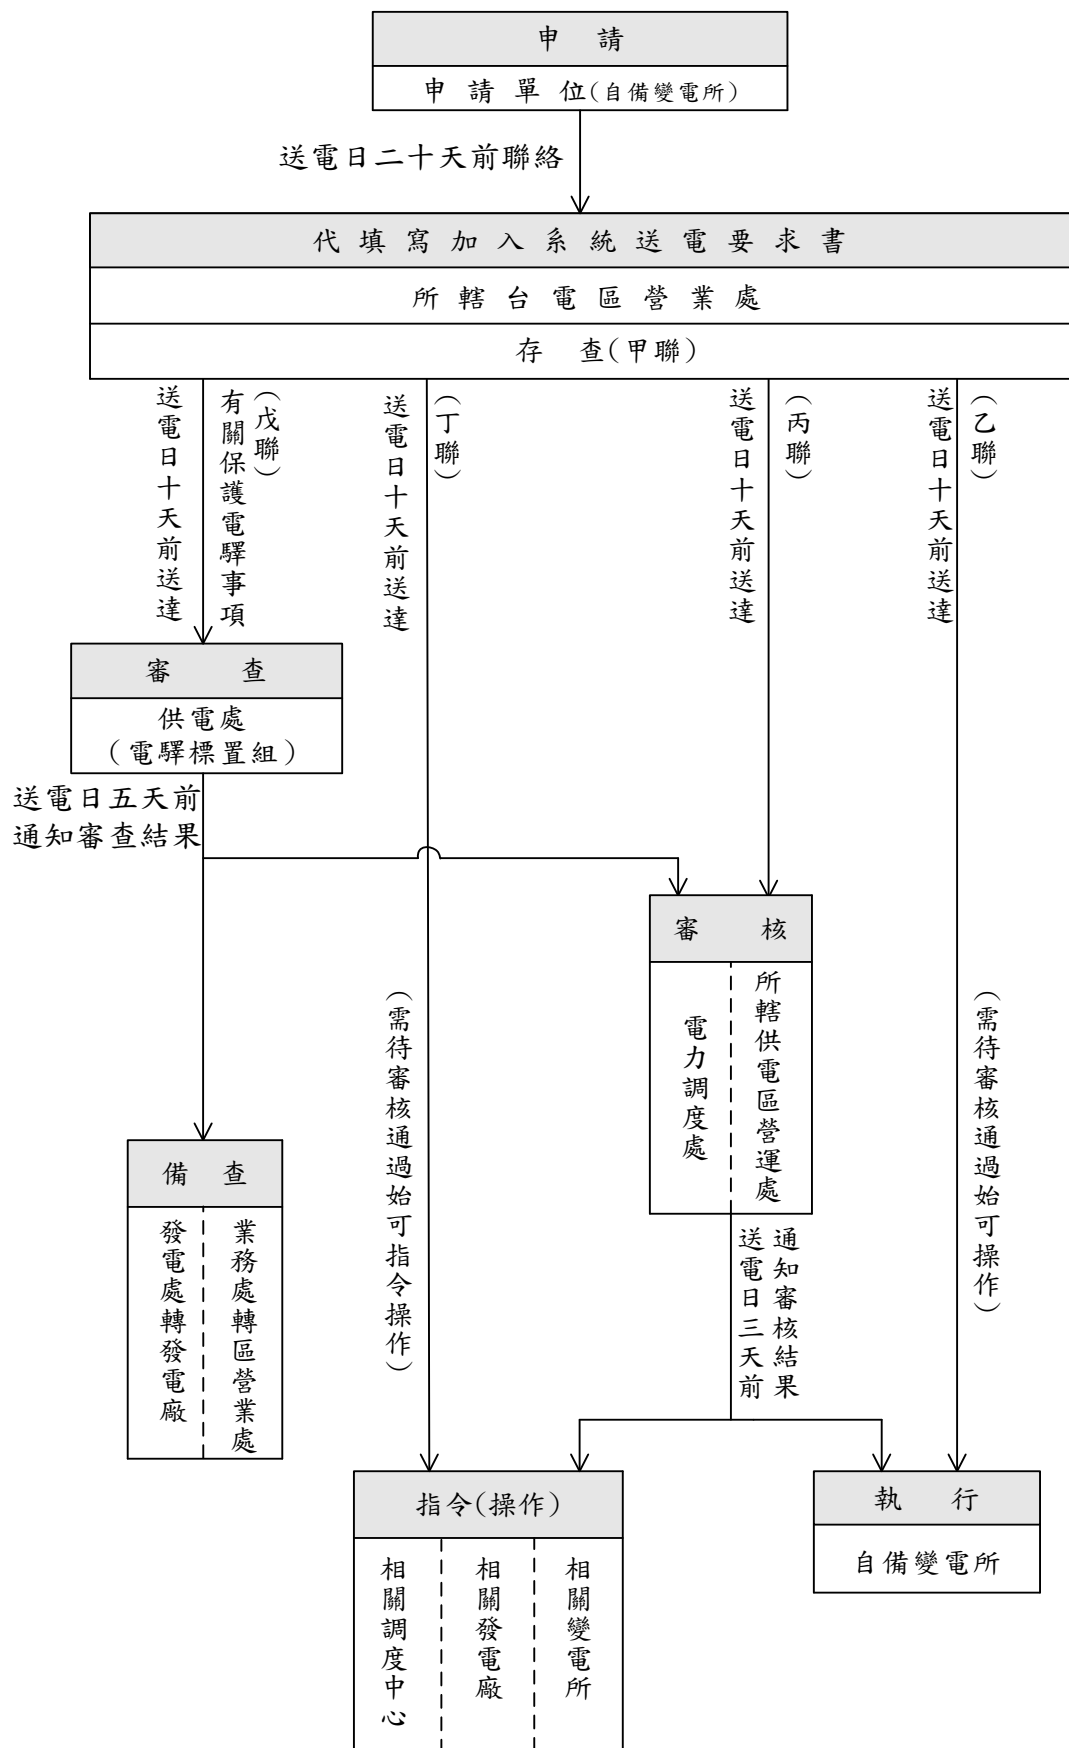 申請
申請單位(自備變電所)
送電日二十天前聯絡
代填寫加入系統送電要求書
所轄台電區營業處
存查(甲聯)
送電日十天前送達
有關保護電驛事項
(戊聯)
送電日十天前送達
(丁聯)
送電日十天前送達
(丙聯)
送電日十天前送達
(乙聯)
審查
供電處
(電驛標置組)
送電日五天前
通知審查結果
審核
所轄供電區營運處
電力調度處
(需待審核通過始可指令操作)
(需待審核通過始可操作)
備查
業務處轉區營業處
發電處轉發電廠
通知審核結果
送電日三天前
指令(操作)
相關調度中心
相關發電廠
相關變電所
執行
自備變電所